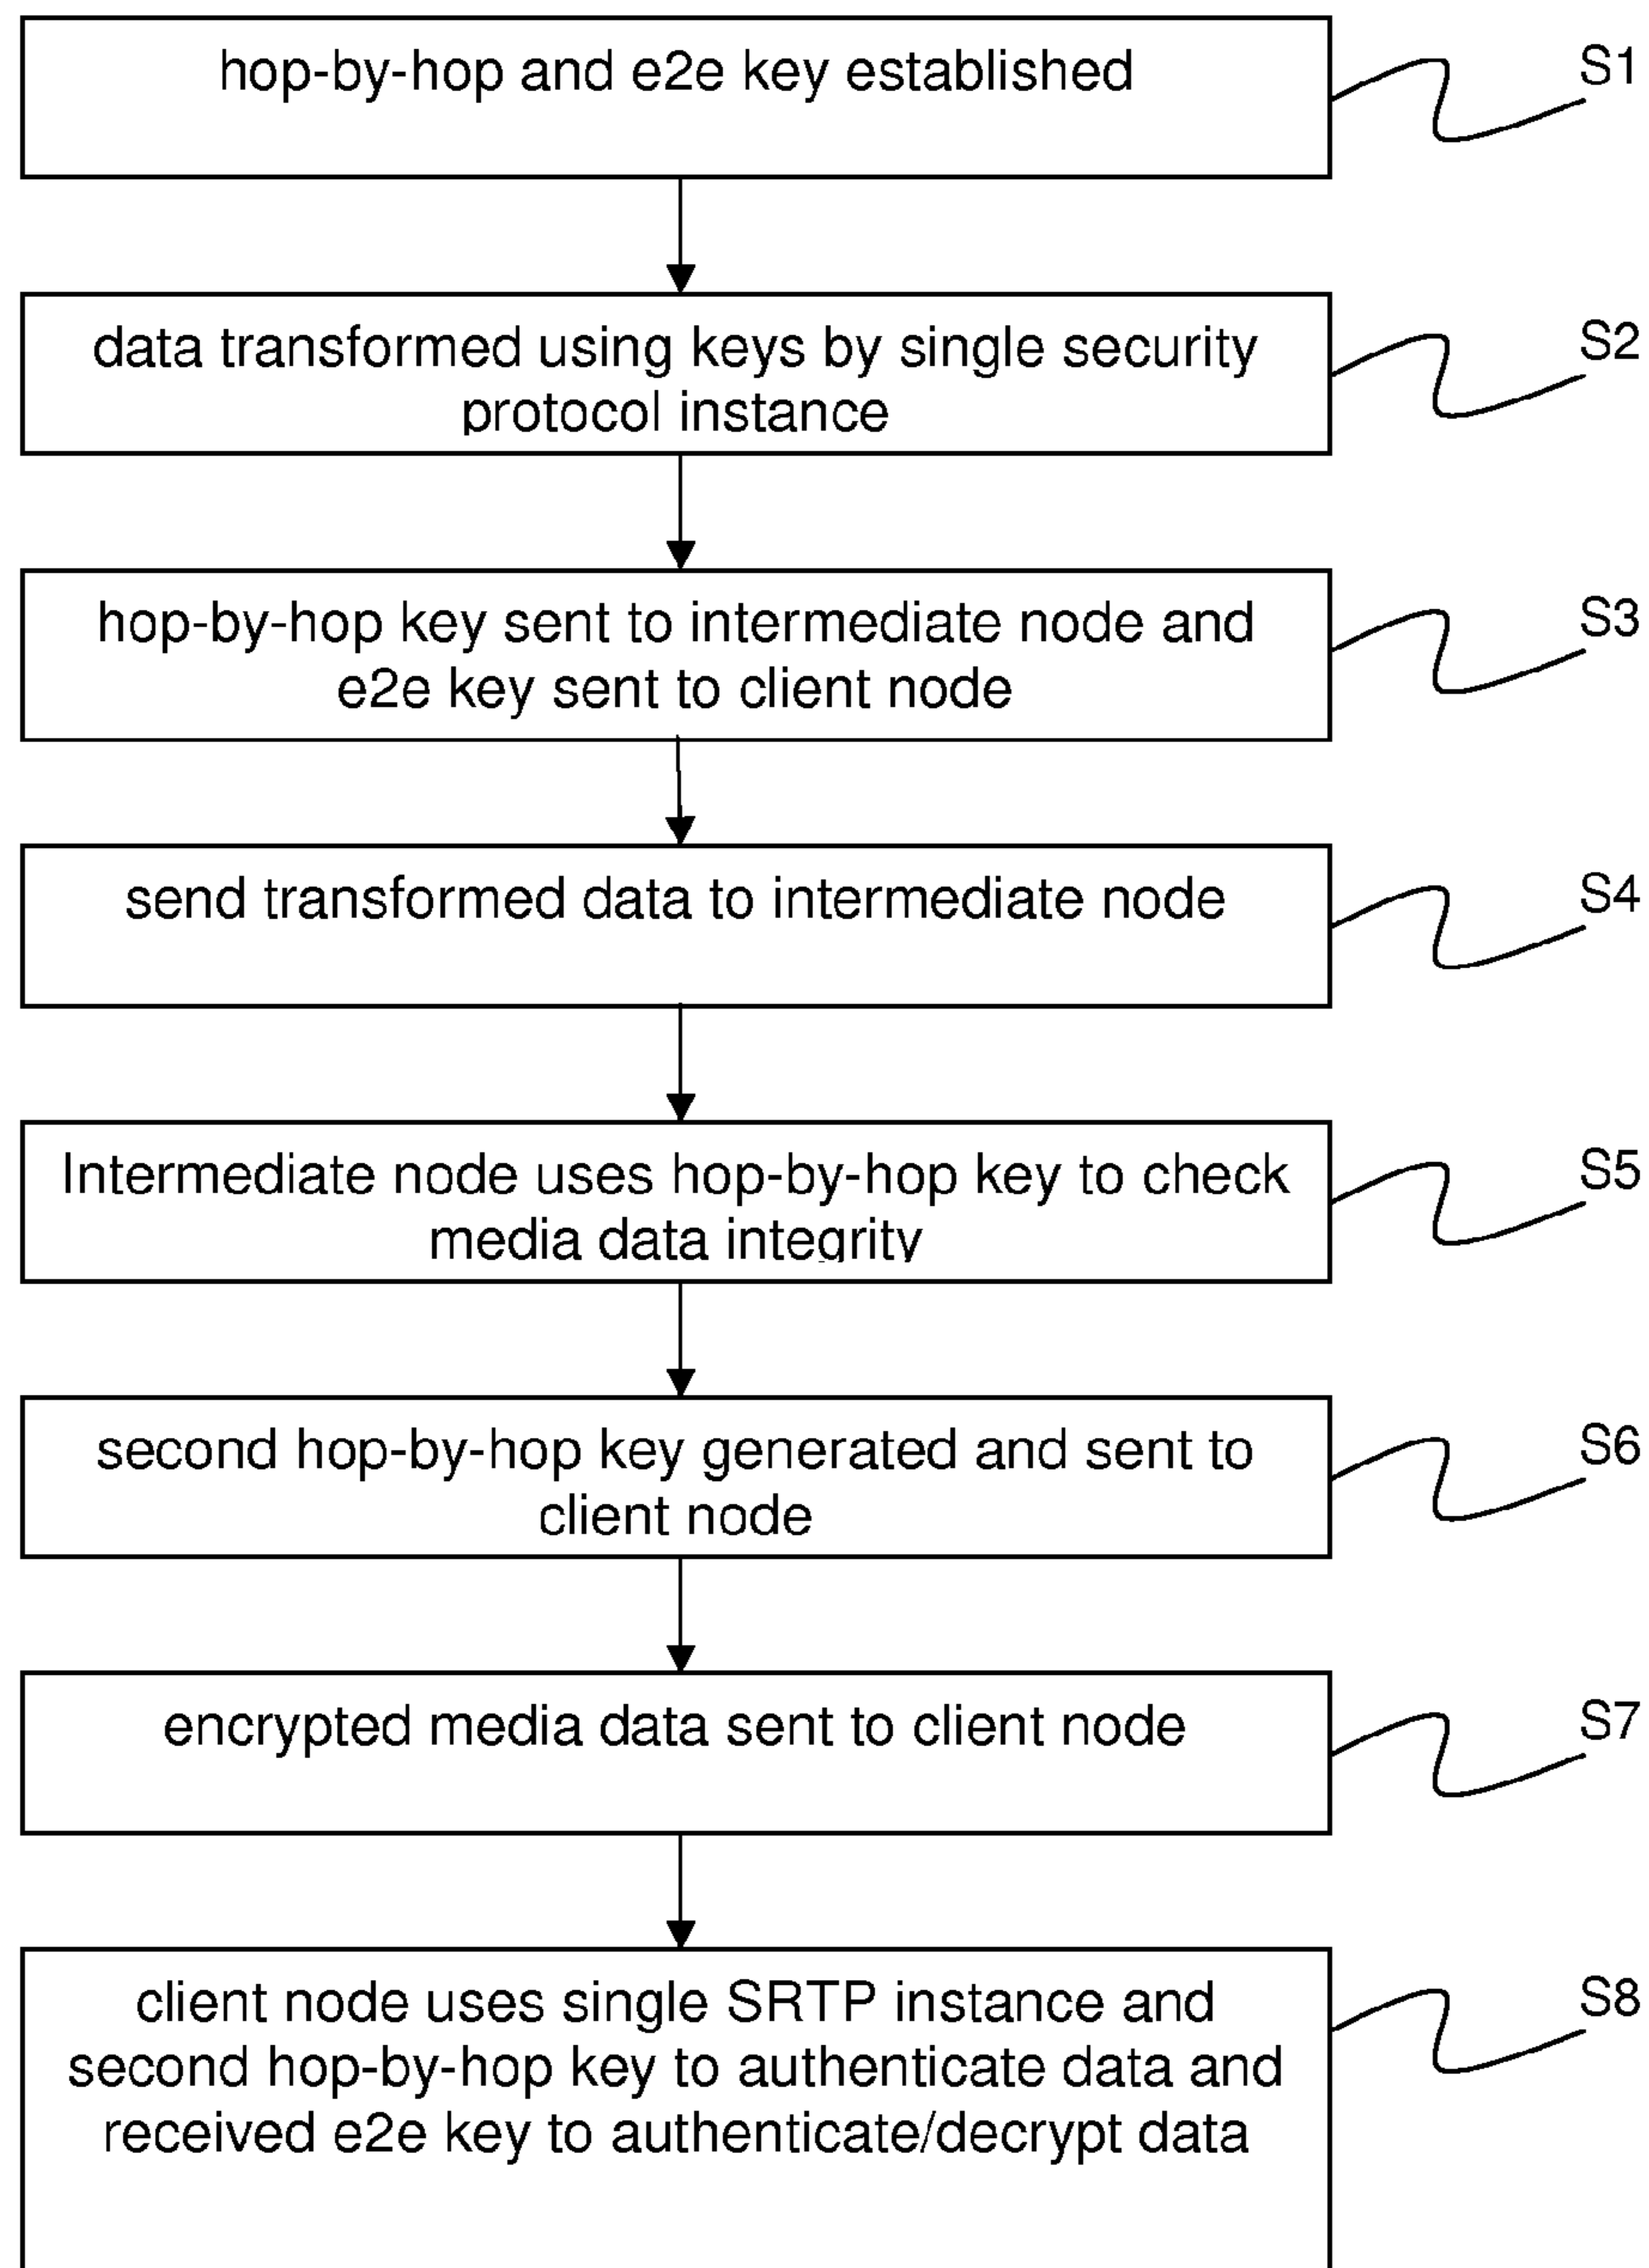 hop-by-hop and e2e key established
S1
data transformed using keys by single security
protocol instance
S2
hop-by-hop key sent to intermediate node and
e2e key sent to client node
S3
send transformed data to intermediate node
S4
Intermediate node uses hop-by-hop key to check
media data integrity
S5
second hop-by-hop key generated and sent to
client node
S6
encrypted media data sent to client node
S7
client node uses single SRTP instance and
second hop-by-hop key to authenticate data and
received e2e key to authenticate/decrypt data
S8